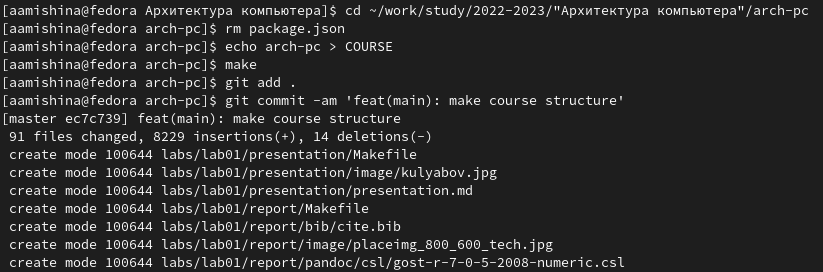 [aamishina@fedora Архитектура компьютера]$ cd ~/work/study/2022-2023/"Архитектура компьютера"/arch-pc
[aamishina@fedora arch-pc]$ rm package.json
[aamishina@fedora arch-pc]$ echo arch-pc > COURSE
[aamishina@fedora arch-pc]$ make
[aamishina@fedora arch-pc]$ git add .
[aamishina@fedora arch-pc]$ git commit -am 'feat(main): make course structure'
[master ec7c739] feat(main): make course structure
 91 files changed, 8229 insertions(+), 14 deletions(-)
 create mode 100644 labs/lab01/presentation/Makefile
 create mode 100644 labs/lab01/presentation/image/kulyabov.jpg
 create mode 100644 labs/lab01/presentation/presentation.md
 create mode 100644 labs/lab01/report/Makefile
 create mode 100644 labs/lab01/report/bib/cite.bib
 create mode 100644 labs/lab01/report/image/placeimg_800_600_tech.jpg
 create mode 100644 labs/lab01/report/pandoc/csl/gost-r-7-0-5-2008-numeric.csl